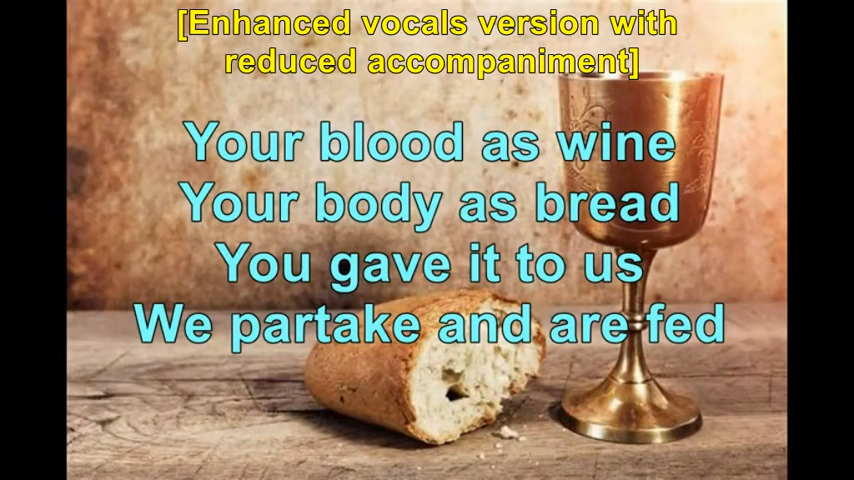 [Enhanced vocals version with
reduced accompaniment]
Your blood as wine
Your body as bread
You gave it to us
We partake and are fed